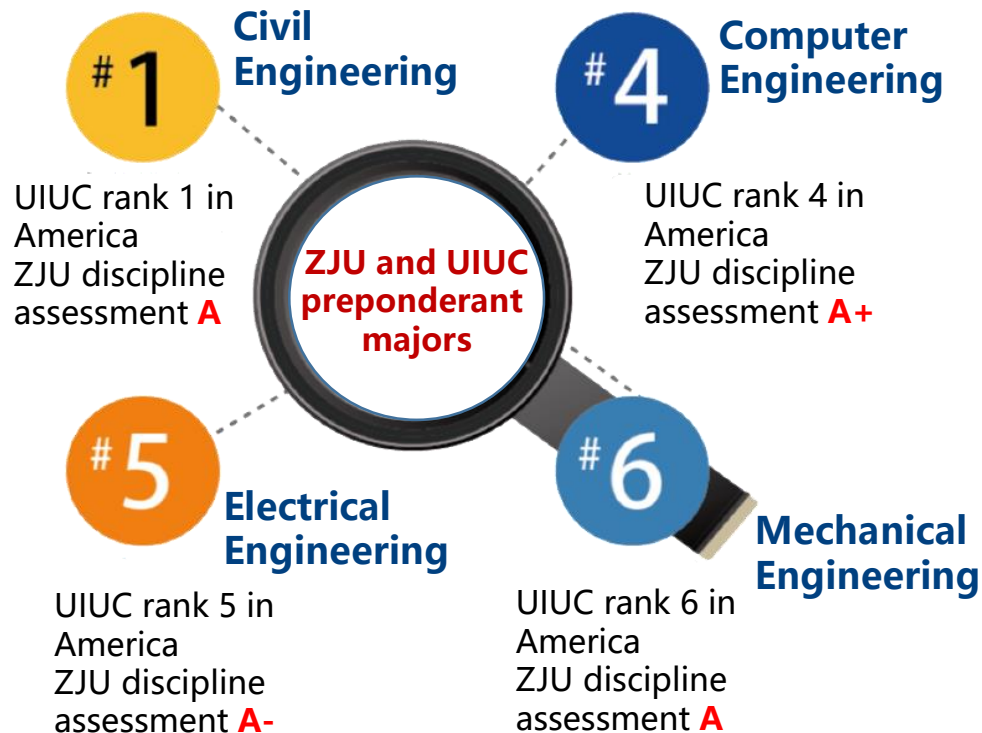 #1
Civil
Engineering
UIUC rank 1 in
America
ZJU discipline
assessment A
#4
Computer
Engineering
UIUC rank 4 in
America
ZJU discipline
assessment A+
ZJU and UIUC
preponderant
majors
#5
Electrical
Engineering
UIUC rank 5 in
America
ZJU discipline
assessment A-
#6
Mechanical
Engineering
UIUC rank 6 in
America
ZJU discipline
assessment A